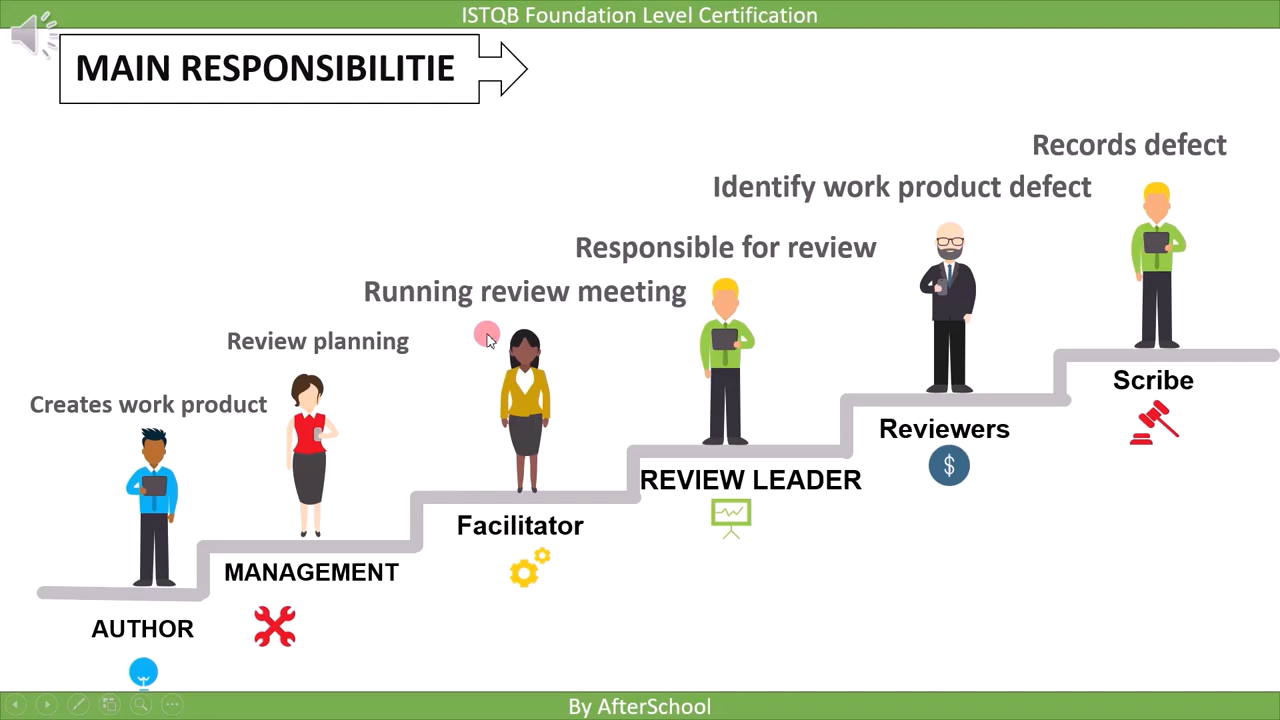 ISTQB Foundation Level Certification
MAIN RESPONSIBILITIE
Records defect
Identify work product defect
Responsible for review
Running review meeting
Review planning
Creates work product
Scribe
Reviewers
$
REVIEW LEADER
Facilitator
MANAGEMENT
AUTHOR
By AfterSchool